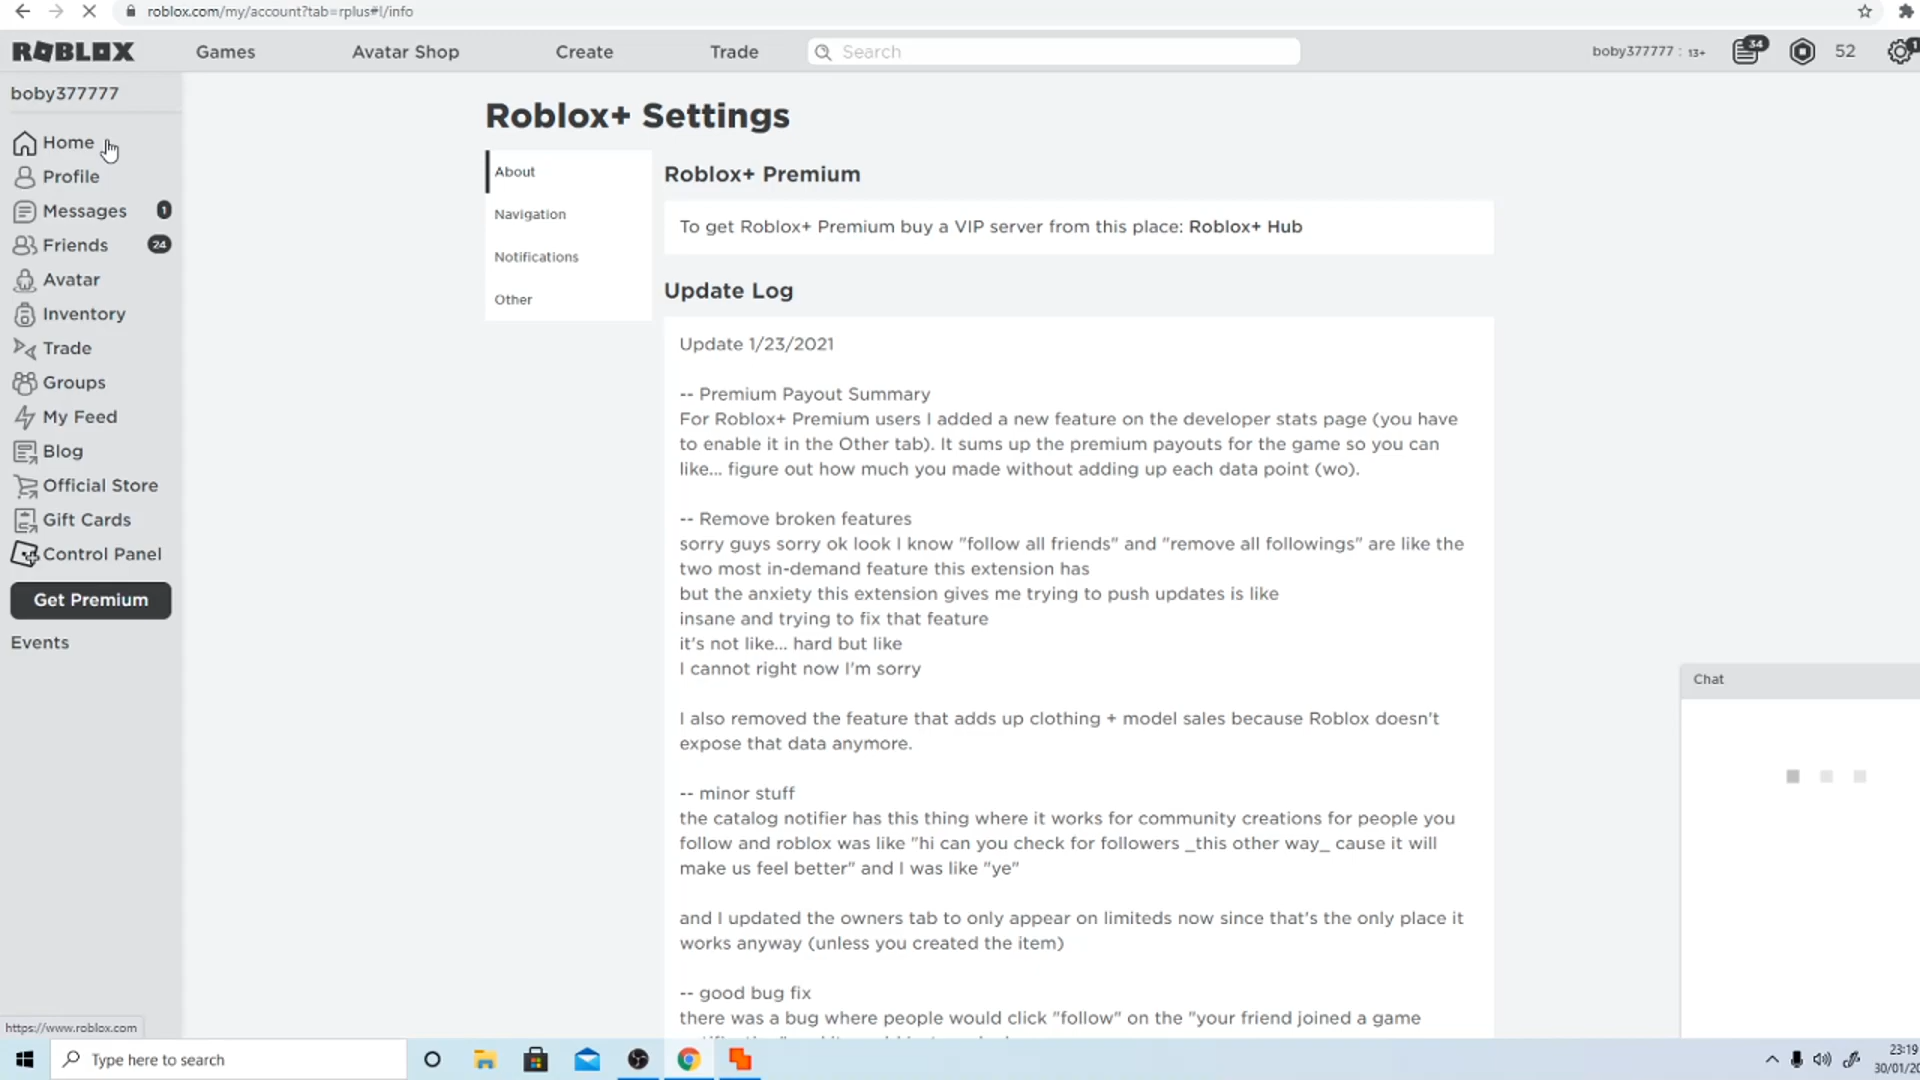 roblox.com/my/account?tab=rplus#!/info
ROBLOX
Games
Avatar Shop
Create
Trade
Search
boby377777 : 13+
34
52
1
boby377777
Home
Profile
Messages 1
Friends 24
Avatar
Inventory
Trade
Groups
My Feed
Blog
Official Store
Gift Cards
Control Panel
Get Premium
Events
Roblox+ Settings
About
Navigation
Notifications
Other
Roblox+ Premium
To get Roblox+ Premium buy a VIP server from this place: Roblox+ Hub
Update Log
Update 1/23/2021
-- Premium Payout Summary
For Roblox+ Premium users I added a new feature on the developer stats page (you have
to enable it in the Other tab). It sums up the premium payouts for the game so you can
like... figure out how much you made without adding up each data point (wo).
-- Remove broken features
sorry guys sorry ok look I know "follow all friends" and "remove all followings" are like the
two most in-demand feature this extension has
but the anxiety this extension gives me trying to push updates is like
insane and trying to fix that feature
it's not like... hard but like
I cannot right now I'm sorry
I also removed the feature that adds up clothing + model sales because Roblox doesn't
expose that data anymore.
-- minor stuff
the catalog notifier has this thing where it works for community creations for people you
follow and roblox was like "hi can you check for followers _this other way_ cause it will
make us feel better" and I was like "ye"
and I updated the owners tab to only appear on limiteds now since that's the only place it
works anyway (unless you created the item)
-- good bug fix
there was a bug where people would click "follow" on the "your friend joined a game
Chat
https://www.roblox.com
Type here to search
23:19
30/01/20